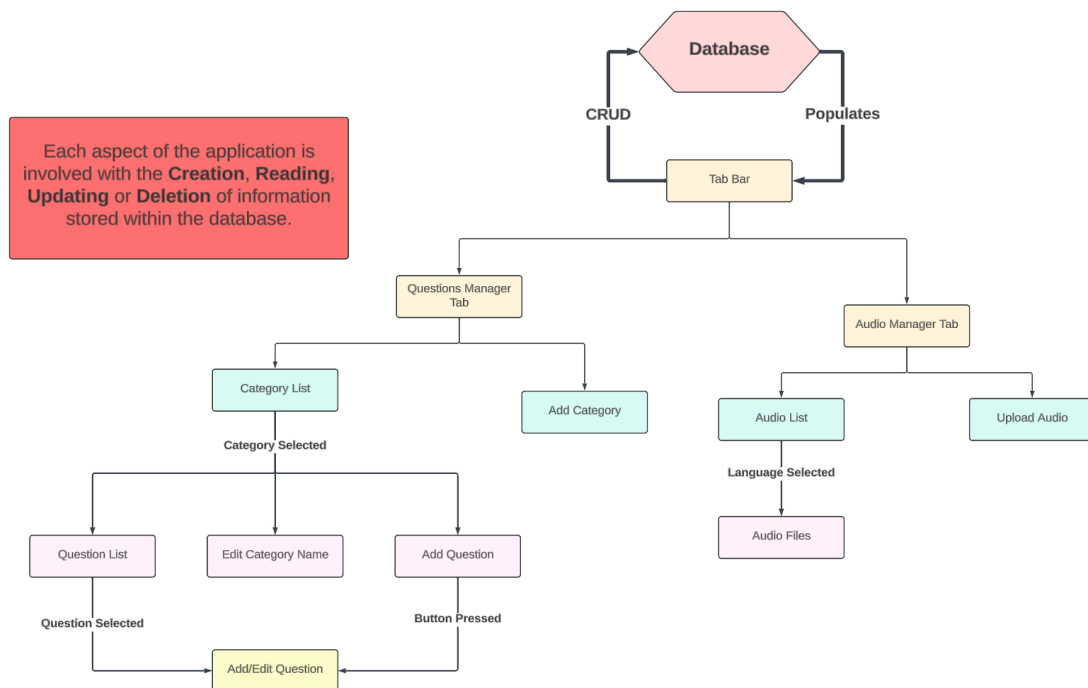 Database
CRUD
Populates
Each aspect of the application is
involved with the Creation, Reading,
Updating or Deletion of information
stored within the database.
Tab Bar
Questions Manager
Tab
Audio Manager Tab
Category List
Add Category
Audio List
Upload Audio
Category Selected
Language Selected
Question List
Edit Category Name
Add Question
Audio Files
Question Selected
Button Pressed
Add/Edit Question